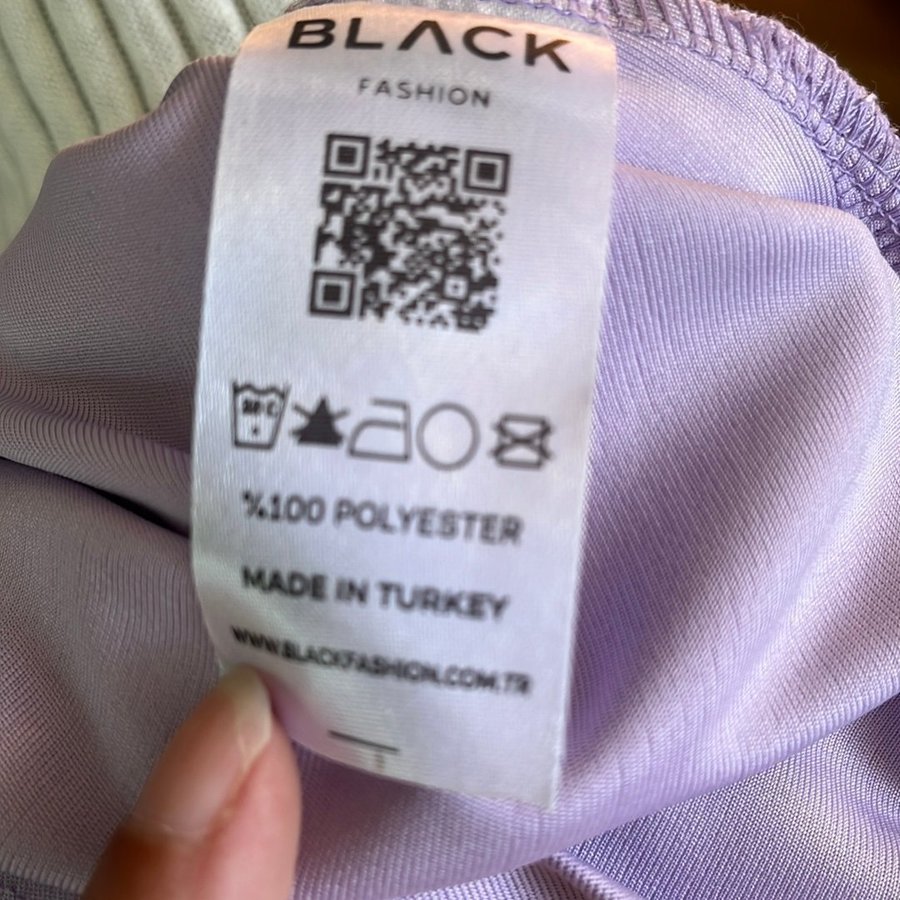 BLACK
FASHION
%100 POLYESTER
MADE IN TURKEY
WWW.BLACKFASHION.COM.TR